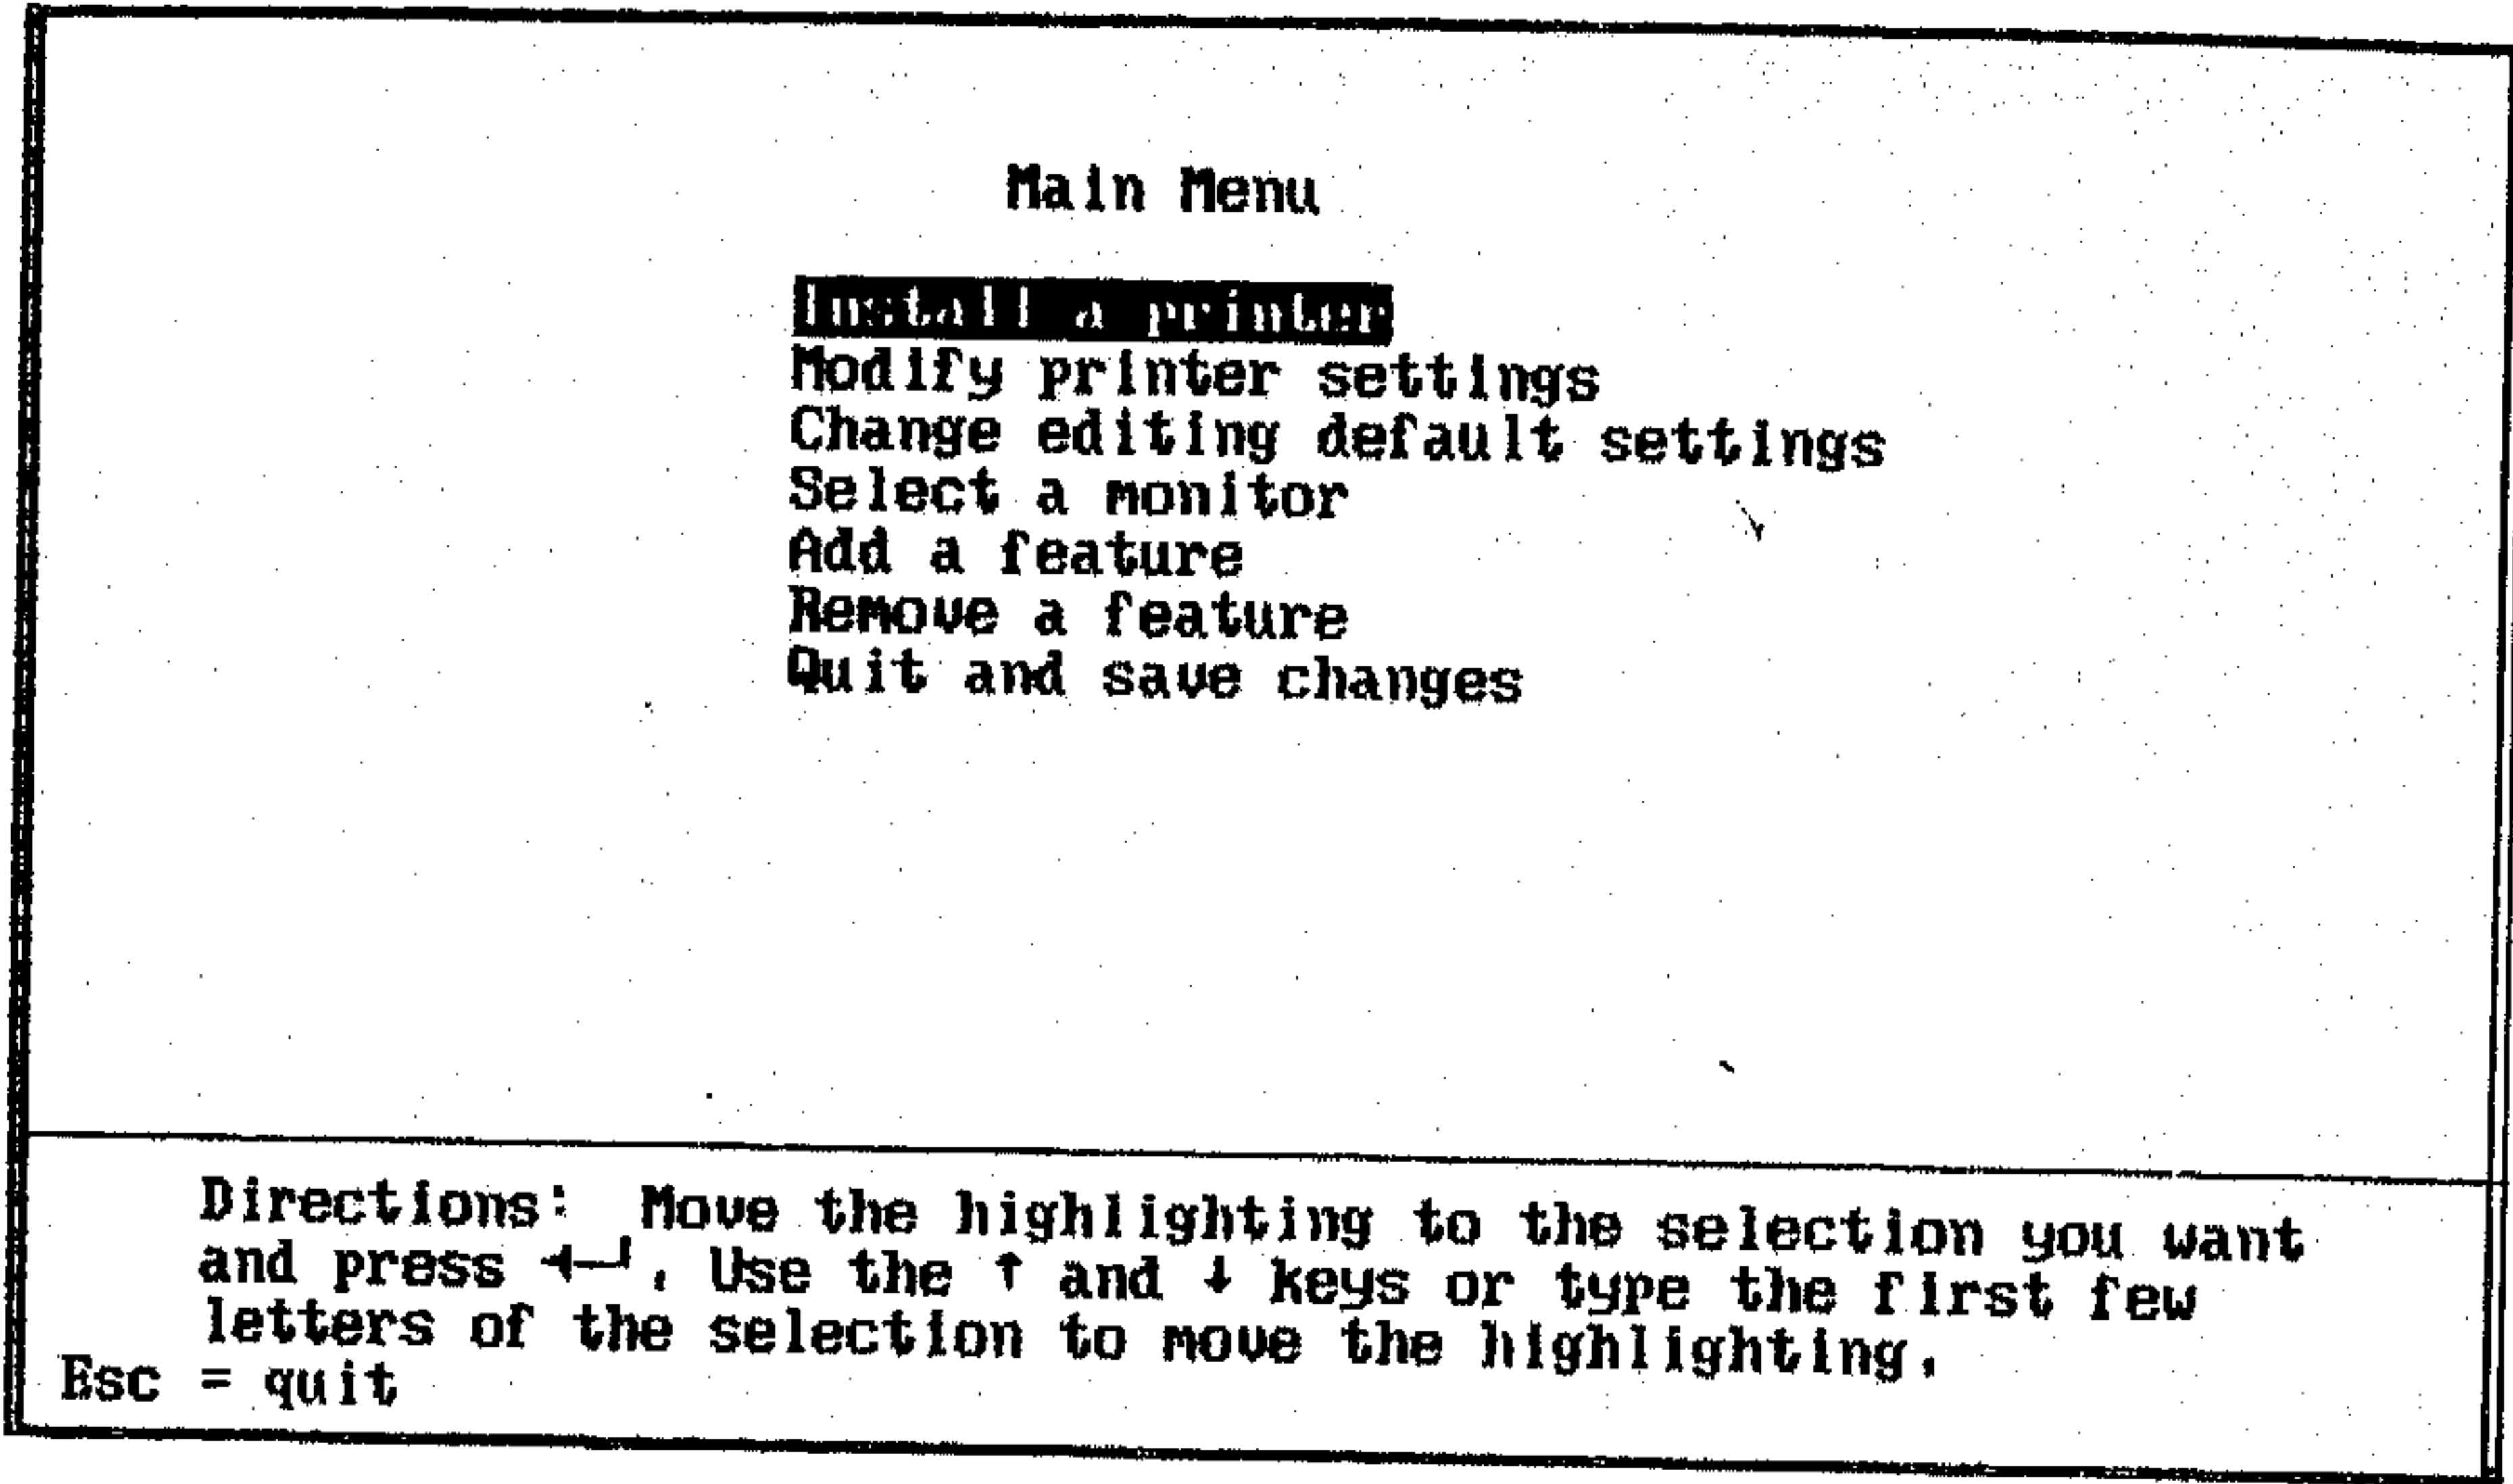 Main Menu
Install a printer
Modify printer settings
Change editing default settings
Select a monitor
Add a feature
Remove a feature
Quit and save changes
Directions: Move the highlighting to the selection you want
and press ◄─┘. Use the ↑ and ↓ keys or type the first few
letters of the selection to move the highlighting.
Esc = quit